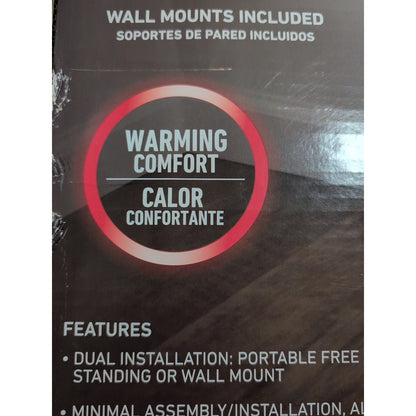 WALL MOUNTS INCLUDED
SOPORTES DE PARED INCLUIDOS
WARMING
COMFORT
CALOR
CONFORTANTE
FEATURES
• DUAL INSTALLATION: PORTABLE FREE
STANDING OR WALL MOUNT
• MINIMAL ASSEMBLY/INSTALLATION,